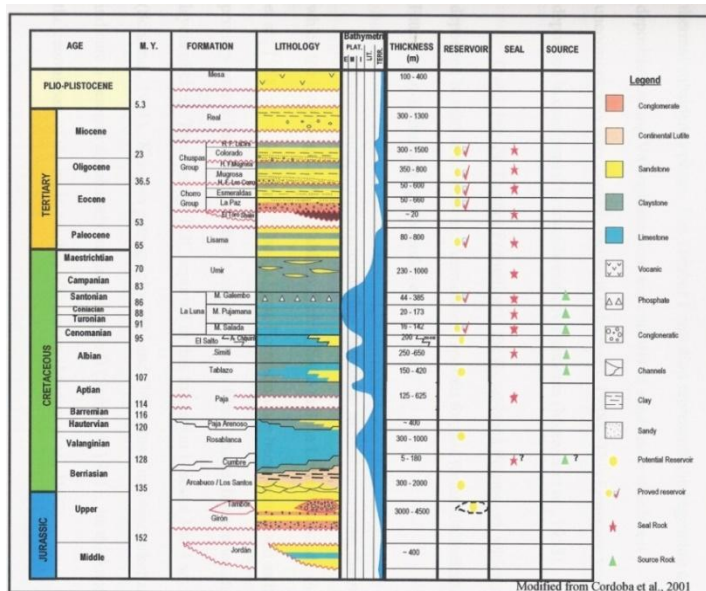 AGE M. Y. FORMATION LITHOLOGY Bathymetri THICKNESS (m) RESERVOIR SEAL SOURCE
PLAT. LIT. TERR.
E M I
PLIO-PLISTOCENE
Mesa
100 - 400
5.3
TERTIARY
Miocene
Real
300 - 1300
23
Colorado
300 - 1500
Oligocene
Chuspas Group
Mugrosa
350 - 800
36.5
Eocene
Chorro Group
Esmeraldas
50 - 600
La Paz
50 - 660
~ 20
53
Paleocene
Lisama
80 - 800
65
CRETACEOUS
Maestrichtian
70
Umir
230 - 1000
Campanian
83
Santonian
M. Galembo
44 - 385
86
Coniacian
88
La Luna
M. Pujamana
20 - 173
Turonian
91
Cenomanian
M. Salada
16 - 142
95
El Salto
200
Albian
Simiti
250 -650
Tablazo
150 - 420
107
Aptian
Paja
125 - 625
114
Barremian
116
Hautervian
Paja Arenoso
~ 400
120
Valanginian
Rosablanca
300 - 1000
128
Cumbre
5 - 180
?
?
Berriasian
Arcabuco / Los Santos
300 - 2000
135
JURASSIC
Upper
Tambor
Girón
3000 - 4500
152
Middle
Jordán
~ 400
Legend
Conglomerate
Continental Lutite
Sandstone
Claystone
Limestone
Vocanic
Phosphate
Conglomeratic
Channels
Clay
Sandy
Potential Reservoir
Proved reservoir
Seal Rock
Source Rock
Modified from Cordoba et al., 2001